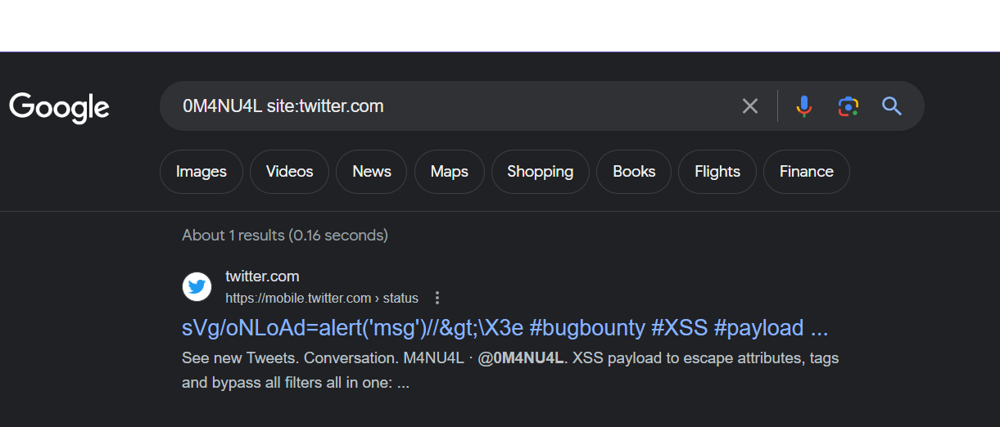 Google
0M4NU4L site:twitter.com
Images Videos News Maps Shopping Books Flights Finance
About 1 results (0.16 seconds)
twitter.com
https://mobile.twitter.com › status
sVg/oNLoAd=alert('msg')//&gt;\X3e #bugbounty #XSS #payload ...
See new Tweets. Conversation. M4NU4L · @0M4NU4L. XSS payload to escape attributes, tags
and bypass all filters all in one: ...